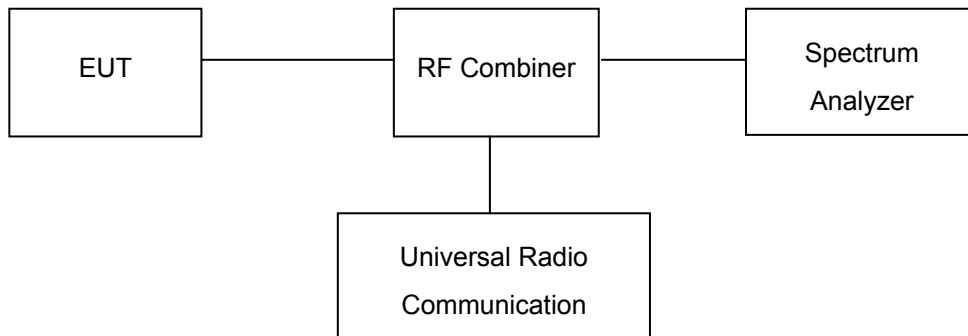 EUT
RF Combiner
Spectrum
Analyzer
Universal Radio
Communication